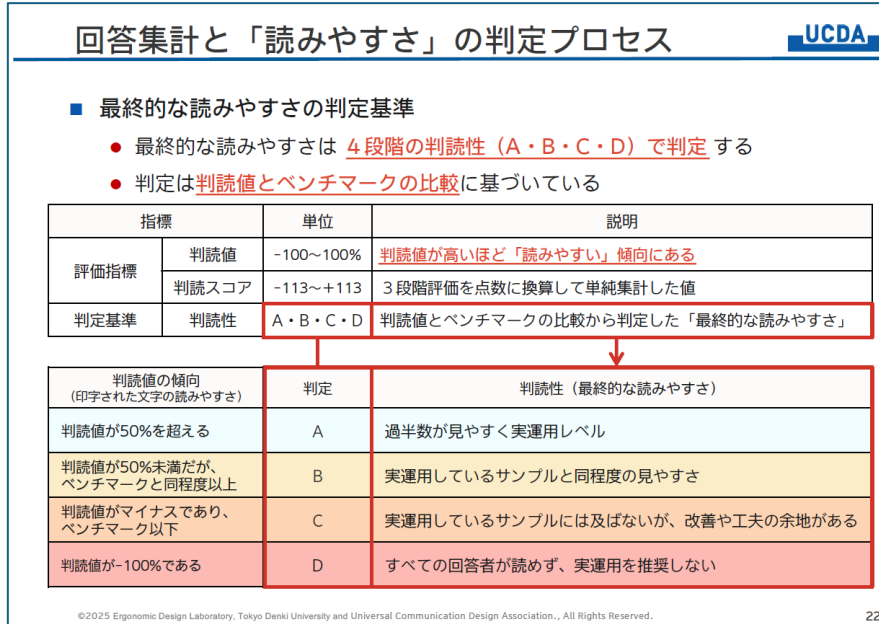 回答集計と「読みやすさ」の判定プロセス
UCDA
■ 最終的な読みやすさの判定基準
● 最終的な読みやすさは 4段階の判読性（A・B・C・D）で判定 する
● 判定は判読値とベンチマークの比較に基づいている
指標 単位 説明
評価指標 判読値 -100～100% 判読値が高いほど「読みやすい」傾向にある
判読スコア -113～+113 3段階評価を点数に換算して単純集計した値
判定基準 判読性 A・B・C・D 判読値とベンチマークの比較から判定した「最終的な読みやすさ」
判読値の傾向
（印字された文字の読みやすさ）
判定
判読性（最終的な読みやすさ）
判読値が50%を超える A 過半数が見やすく実運用レベル
判読値が50%未満だが、
ベンチマークと同程度以上
B 実運用しているサンプルと同程度の見やすさ
判読値がマイナスであり、
ベンチマーク以下
C 実運用しているサンプルには及ばないが、改善や工夫の余地がある
判読値が-100%である D すべての回答者が読めず、実運用を推奨しない
©2025 Ergonomic Design Laboratory, Tokyo Denki University and Universal Communication Design Association., All Rights Reserved.
22